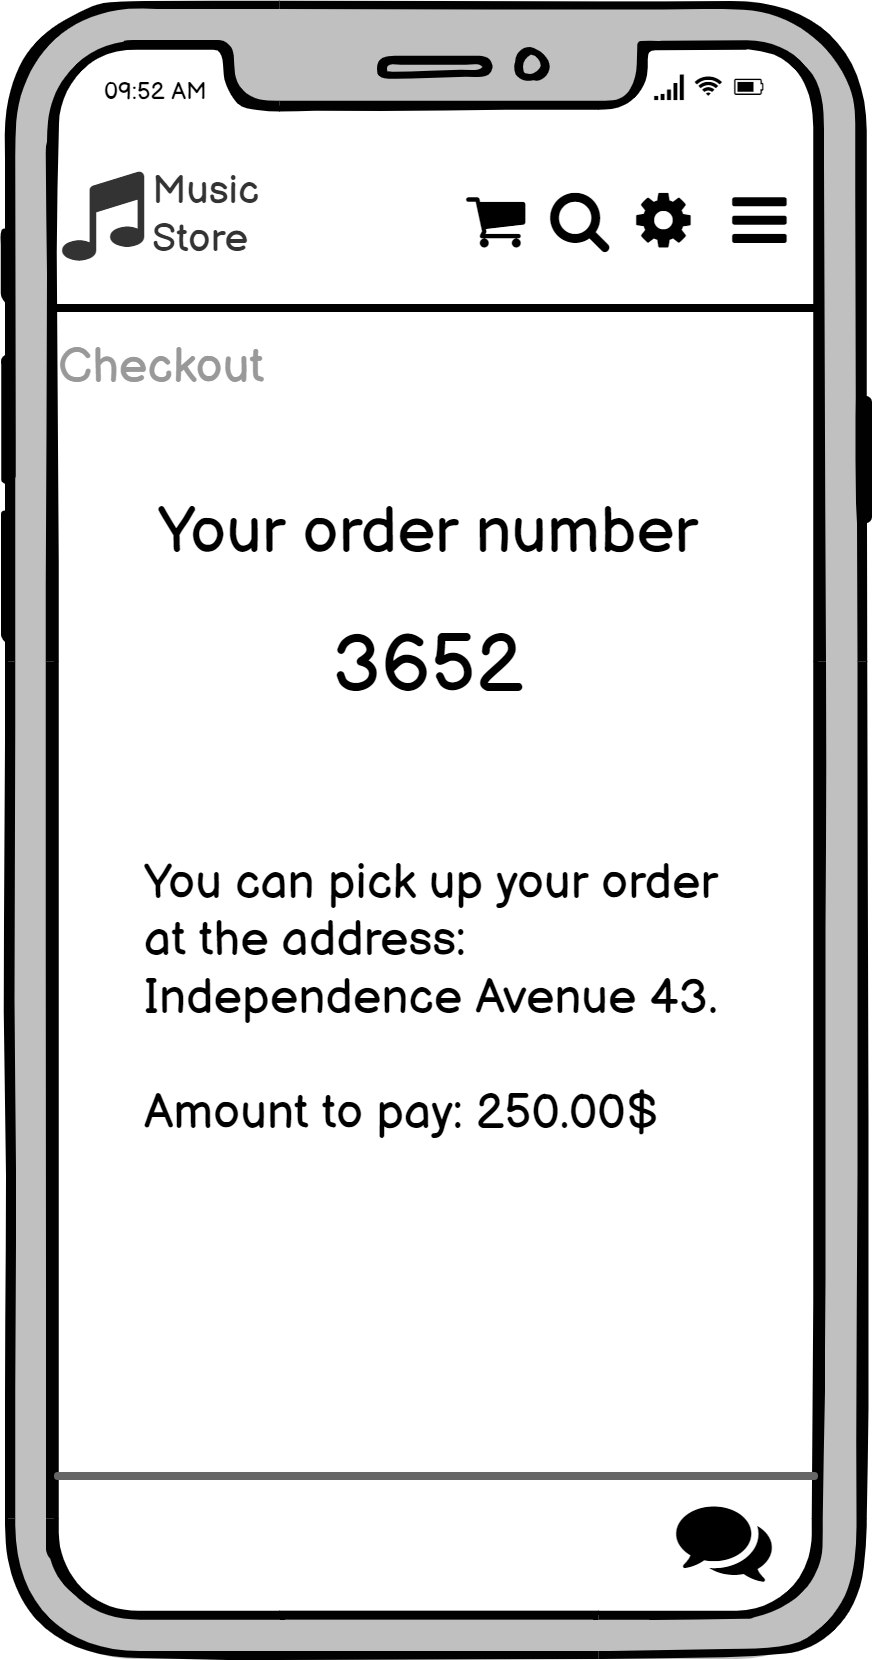 09:52 AM
Music
Store
Checkout
Your order number
3652
You can pick up your order
at the address:
Independence Avenue 43.
Amount to pay: 250.00$